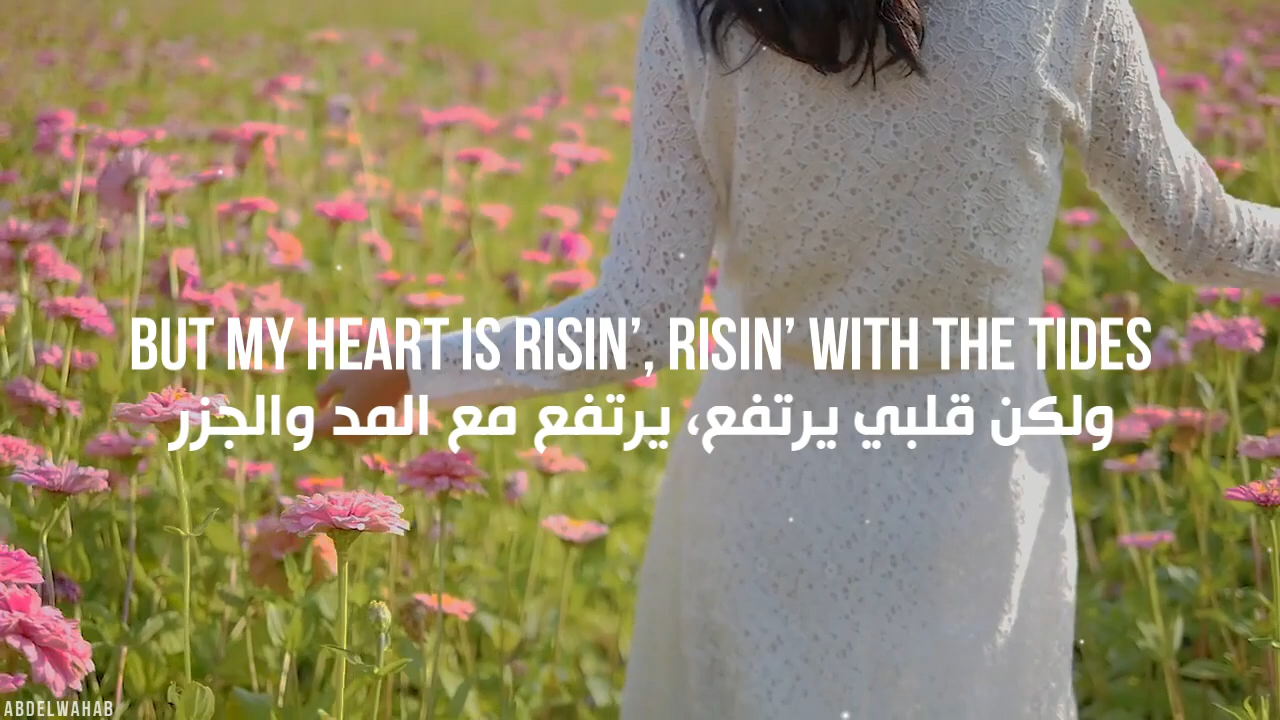 BUT MY HEART IS RISIN', RISIN' WITH THE TIDES
ولكن قلبي يرتفع، يرتفع مع المد والجزر
ABDELWAHAB